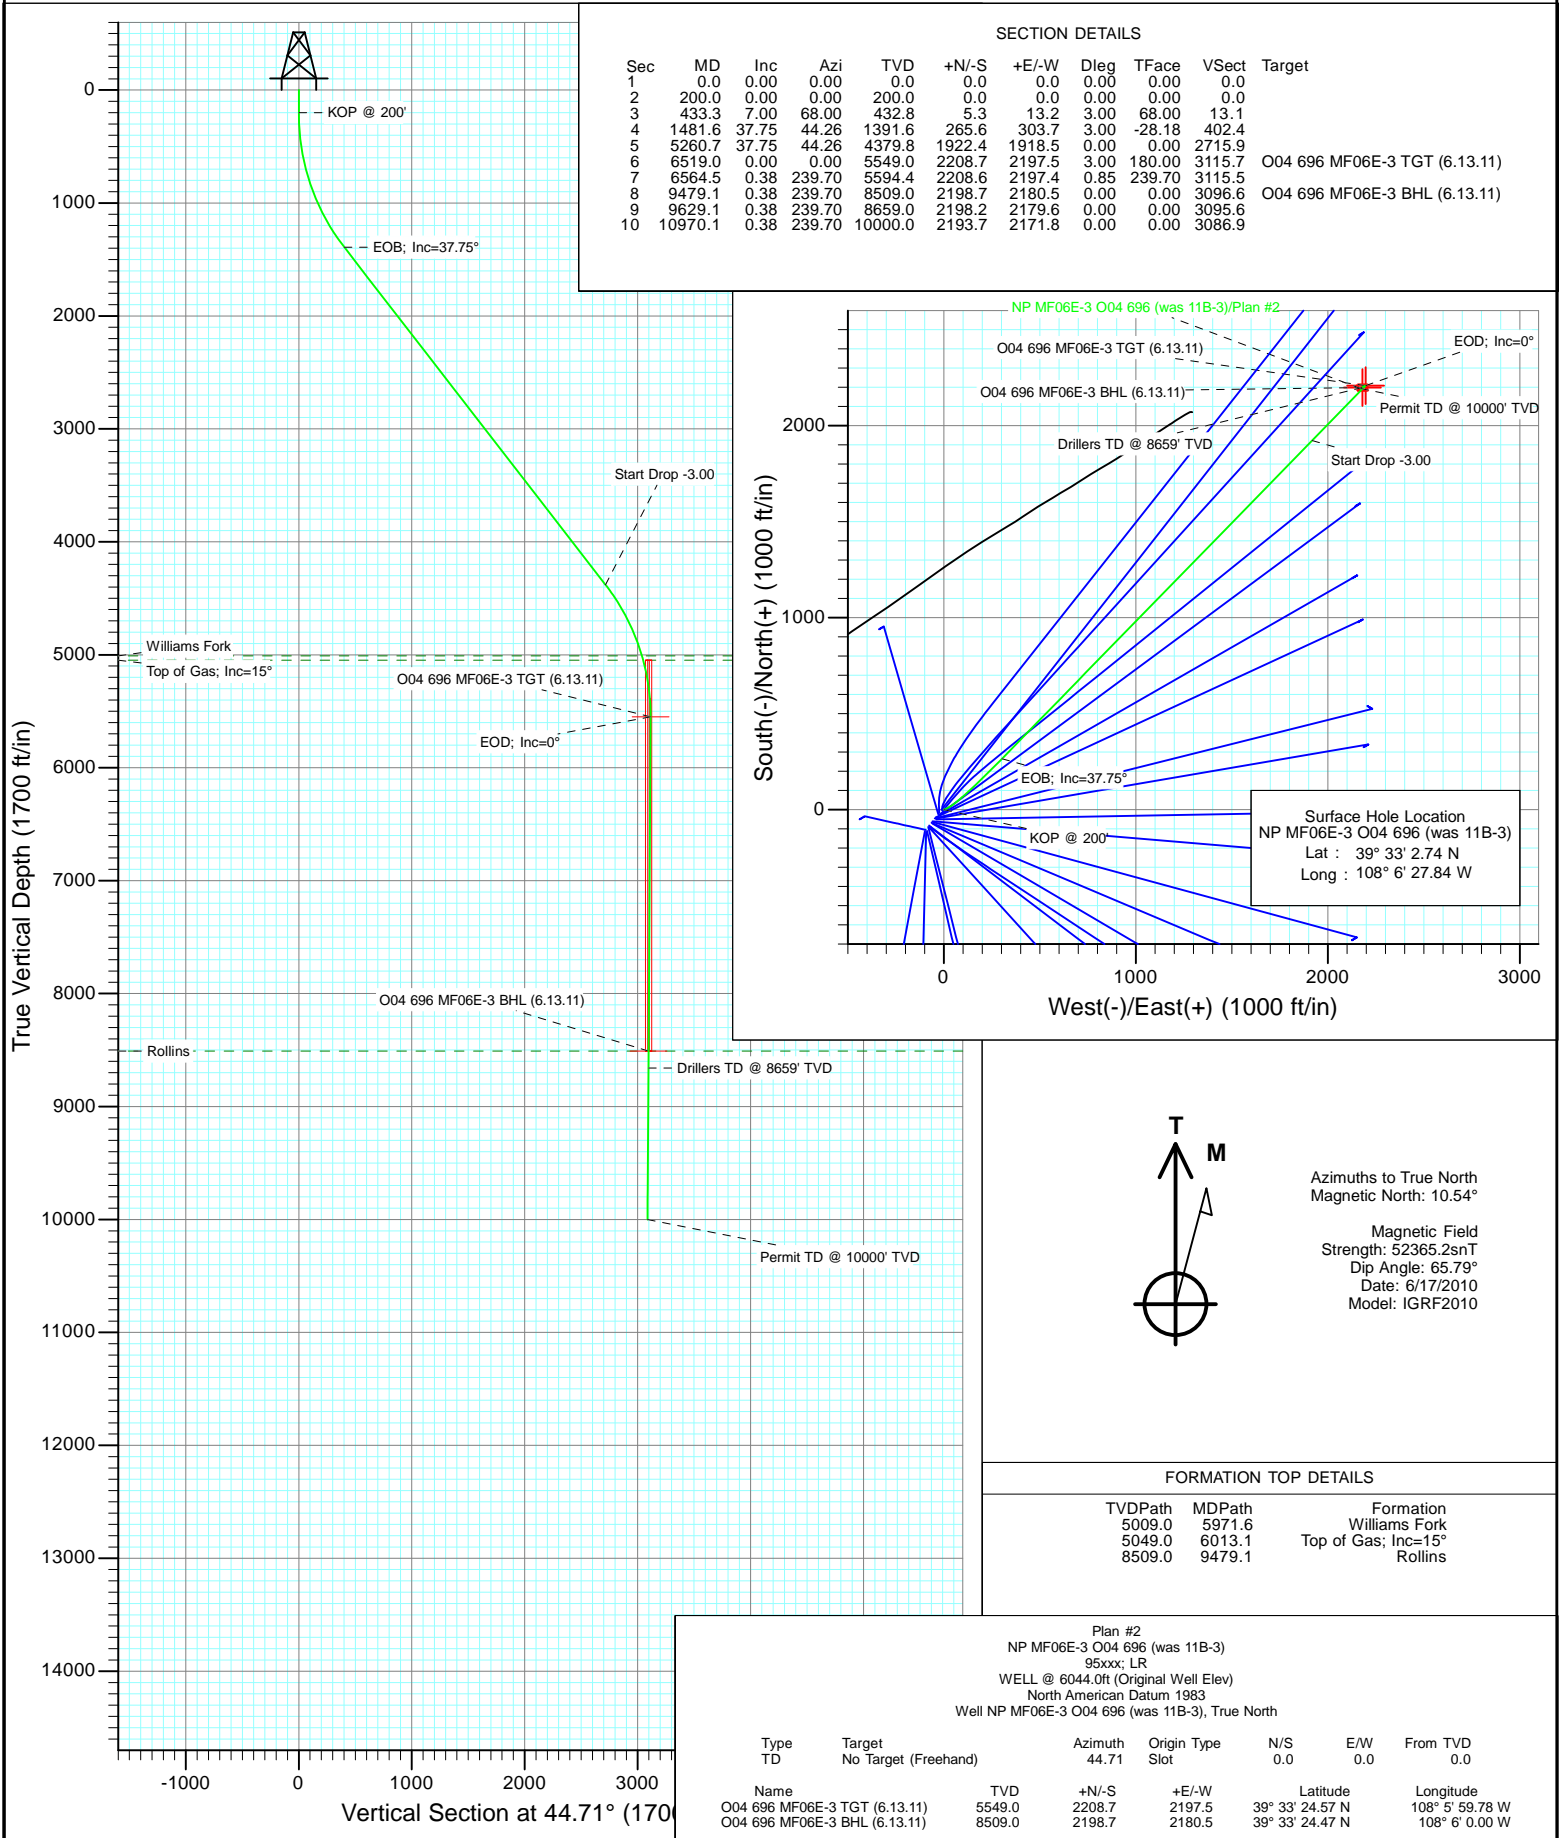 SECTION DETAILS
Sec MD Inc Azi TVD +N/-S +E/-W Dleg TFace VSect Target
1 0.0 0.00 0.00 0.0 0.0 0.0 0.00 0.00 0.0
2 200.0 0.00 0.00 200.0 0.0 0.0 0.00 0.00 0.0
3 433.3 7.00 68.00 432.8 5.3 13.2 3.00 68.00 13.1
4 1481.6 37.75 44.26 1391.6 265.6 303.7 3.00 -28.18 402.4
5 5260.7 37.75 44.26 4379.8 1922.4 1918.5 0.00 0.00 2715.9
6 6519.0 0.00 0.00 5549.0 2208.7 2197.5 3.00 180.00 3115.7 O04 696 MF06E-3 TGT (6.13.11)
7 6564.5 0.38 239.70 5594.4 2208.6 2197.4 0.85 239.70 3115.5
8 9479.1 0.38 239.70 8509.0 2198.7 2180.5 0.00 0.00 3096.6 O04 696 MF06E-3 BHL (6.13.11)
9 9629.1 0.38 239.70 8659.0 2198.2 2179.6 0.00 0.00 3095.6
10 10970.1 0.38 239.70 10000.0 2193.7 2171.8 0.00 0.00 3086.9
True Vertical Depth (1700 ft/in)
0
1000
2000
3000
4000
5000
6000
7000
8000
9000
10000
11000
12000
13000
14000
KOP @ 200'
EOB; Inc=37.75°
Start Drop -3.00
Williams Fork
Top of Gas; Inc=15°
O04 696 MF06E-3 TGT (6.13.11)
EOD; Inc=0°
O04 696 MF06E-3 BHL (6.13.11)
Rollins
Drillers TD @ 8659' TVD
Permit TD @ 10000' TVD
-1000 0 1000 2000 3000
Vertical Section at 44.71° (1700
NP MF06E-3 O04 696 (was 11B-3)/Plan #2
O04 696 MF06E-3 TGT (6.13.11)
EOD; Inc=0°
O04 696 MF06E-3 BHL (6.13.11)
Permit TD @ 10000' TVD
Drillers TD @ 8659' TVD
Start Drop -3.00
EOB; Inc=37.75°
KOP @ 200'
South(-)/North(+) (1000 ft/in)
2000
1000
0
Surface Hole Location
NP MF06E-3 O04 696 (was 11B-3)
Lat : 39° 33' 2.74 N
Long : 108° 6' 27.84 W
0 1000 2000 3000
West(-)/East(+) (1000 ft/in)
T
M
Azimuths to True North
Magnetic North: 10.54°
Magnetic Field
Strength: 52365.2snT
Dip Angle: 65.79°
Date: 6/17/2010
Model: IGRF2010
FORMATION TOP DETAILS
TVDPath MDPath Formation
5009.0 5971.6 Williams Fork
5049.0 6013.1 Top of Gas; Inc=15°
8509.0 9479.1 Rollins
Plan #2
NP MF06E-3 O04 696 (was 11B-3)
95xxx; LR
WELL @ 6044.0ft (Original Well Elev)
North American Datum 1983
Well NP MF06E-3 O04 696 (was 11B-3), True North
Type Target Azimuth Origin Type N/S E/W From TVD
TD No Target (Freehand) 44.71 Slot 0.0 0.0 0.0
Name TVD +N/-S +E/-W Latitude Longitude
O04 696 MF06E-3 TGT (6.13.11) 5549.0 2208.7 2197.5 39° 33' 24.57 N 108° 5' 59.78 W
O04 696 MF06E-3 BHL (6.13.11) 8509.0 2198.7 2180.5 39° 33' 24.47 N 108° 6' 0.00 W